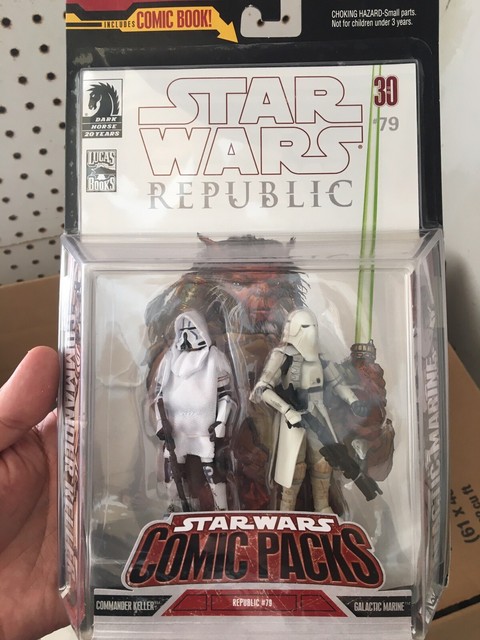 INCLUDES COMIC BOOK!
CHOKING HAZARD-Small parts.
Not for children under 3 years.
DARK
HORSE
20 YEARS
LUCAS
BOOKS
STAR
WARS
REPUBLIC
30
#79
STAR WARS
COMIC PACKS
COMMANDER KELLER
REPUBLIC #79
GALACTIC MARINE